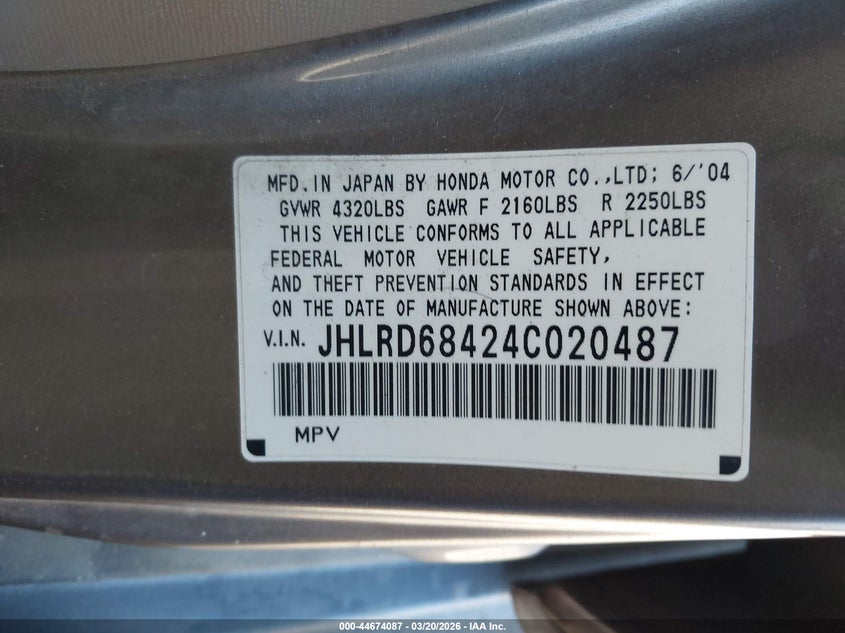 MFD.IN JAPAN BY HONDA MOTOR CO.,LTD; 6/'04
GVWR 4320LBS GAWR F 2160LBS R 2250LBS
THIS VEHICLE CONFORMS TO ALL APPLICABLE
FEDERAL MOTOR VEHICLE SAFETY,
AND THEFT PREVENTION STANDARDS IN EFFECT
ON THE DATE OF MANUFACTURE SHOWN ABOVE:
V.I.N. JHLRD68424C020487
MPV
000-44674087 | 03/20/2026 - IAA Inc.